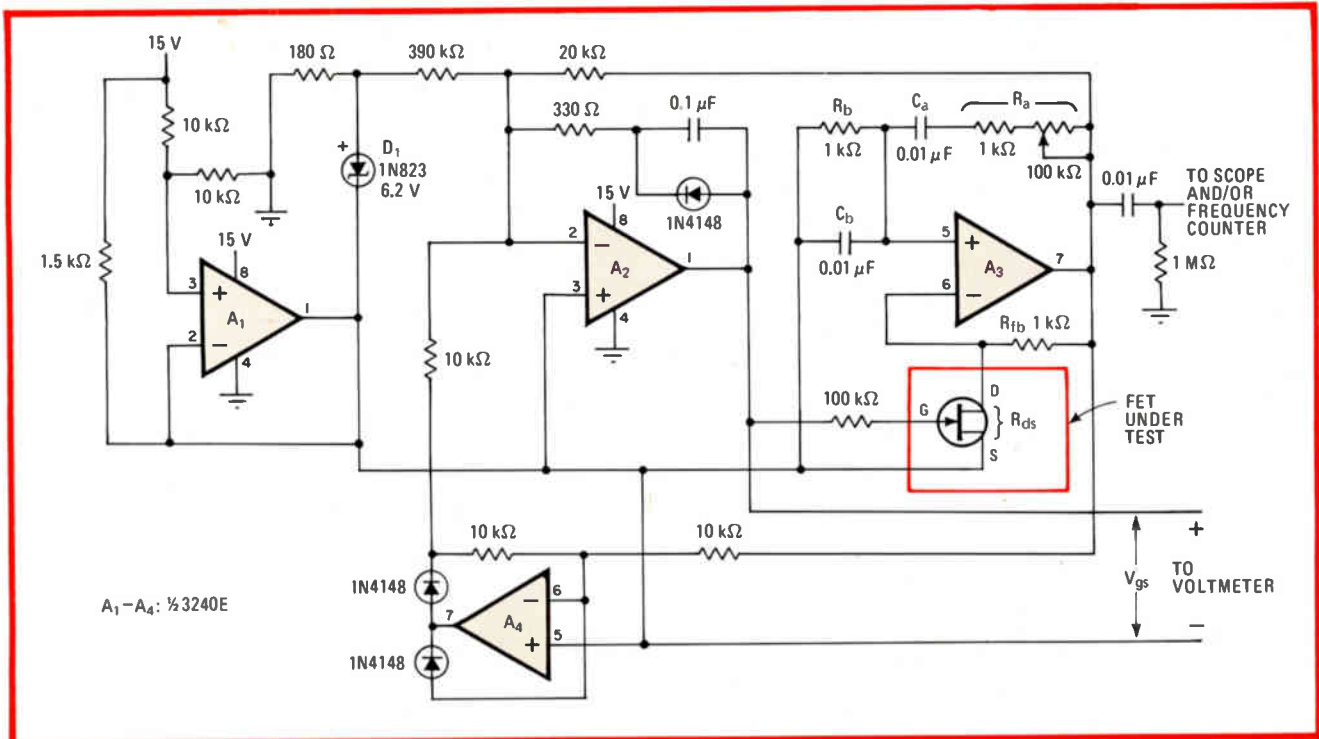 15 V
180 Ω
390 kΩ
20 kΩ
10 kΩ
10 kΩ
1.5 kΩ
+
D1
1N823
6.2 V
330 Ω
0.1 μF
1N4148
Rb
1 kΩ
Ca
0.01 μF
Ra
1 kΩ
100 kΩ
0.01 μF
TO SCOPE
AND/OR
FREQUENCY
COUNTER
1 MΩ
15 V
8
3
+
A1
1
2
−
4
15 V
8
2
−
A2
1
3
+
4
Cb
0.01 μF
5
+
A3
7
6
−
Rfb 1 kΩ
10 kΩ
100 kΩ
G
D
Rds
S
FET
UNDER
TEST
10 kΩ
10 kΩ
+
Vgs
TO
VOLTMETER
−
1N4148
1N4148
7
A4
6
−
5
+
A1–A4: ½3240E